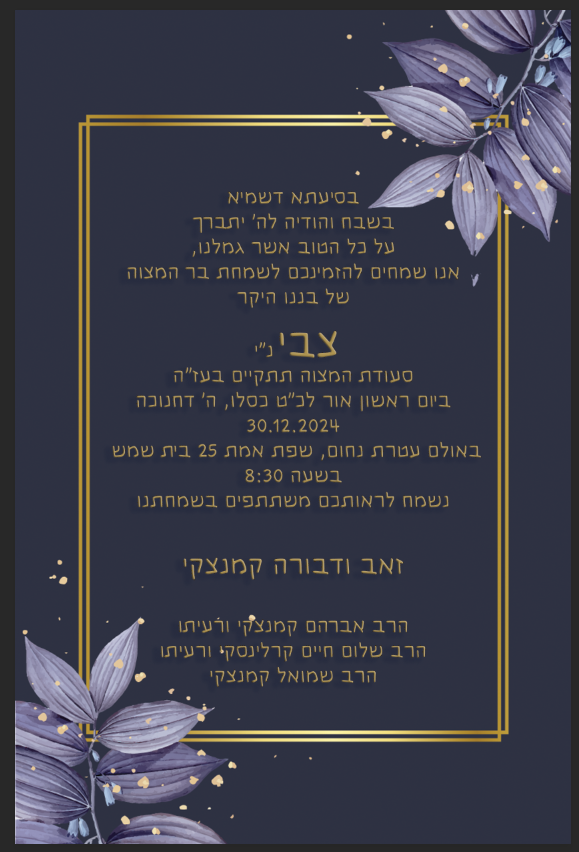 בסיעתא דשמיא
בשבח והודיה לה' יתברך
על כל הטוב אשר גמלנו,
אנו שמחים להזמינכם לשמחת בר המצוה
של בננו היקר
צבי נ"י
סעודת המצוה תתקיים בעז"ה
ביום ראשון אור לכ"ט כסלו, ה' דחנוכה
30.12.2024
באולם עטרת נחום, שפת אמת 25 בית שמש
בשעה 8:30
נשמח לראותכם משתתפים בשמחתנו
זאב ודבורה קמנצקי
הרב אברהם קמנצקי ורעיתו
הרב שלום חיים קרלינסקי ורעיתו
הרב שמואל קמנצקי